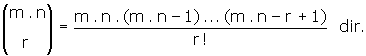 (m . n
r) = m . n . (m . n − 1) ... (m . n − r + 1) / r ! dir.